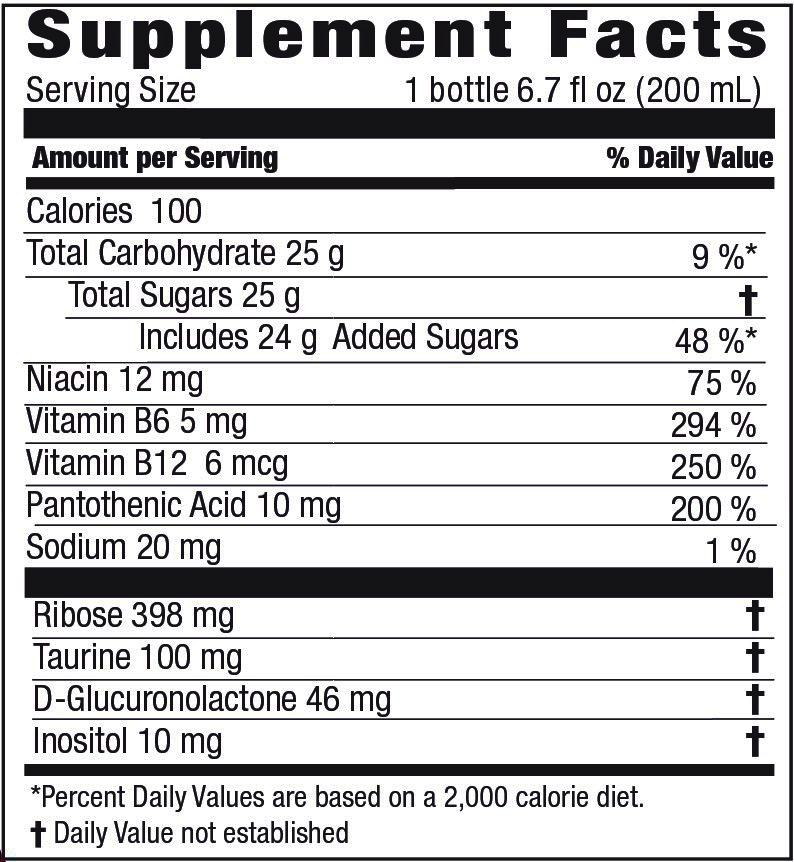 Supplement Facts
Serving Size 1 bottle 6.7 fl oz (200 mL)
Amount per Serving % Daily Value
Calories 100
Total Carbohydrate 25 g 9 %*
Total Sugars 25 g †
Includes 24 g Added Sugars 48 %*
Niacin 12 mg 75 %
Vitamin B6 5 mg 294 %
Vitamin B12 6 mcg 250 %
Pantothenic Acid 10 mg 200 %
Sodium 20 mg 1 %
Ribose 398 mg †
Taurine 100 mg †
D-Glucuronolactone 46 mg †
Inositol 10 mg †
*Percent Daily Values are based on a 2,000 calorie diet.
† Daily Value not established